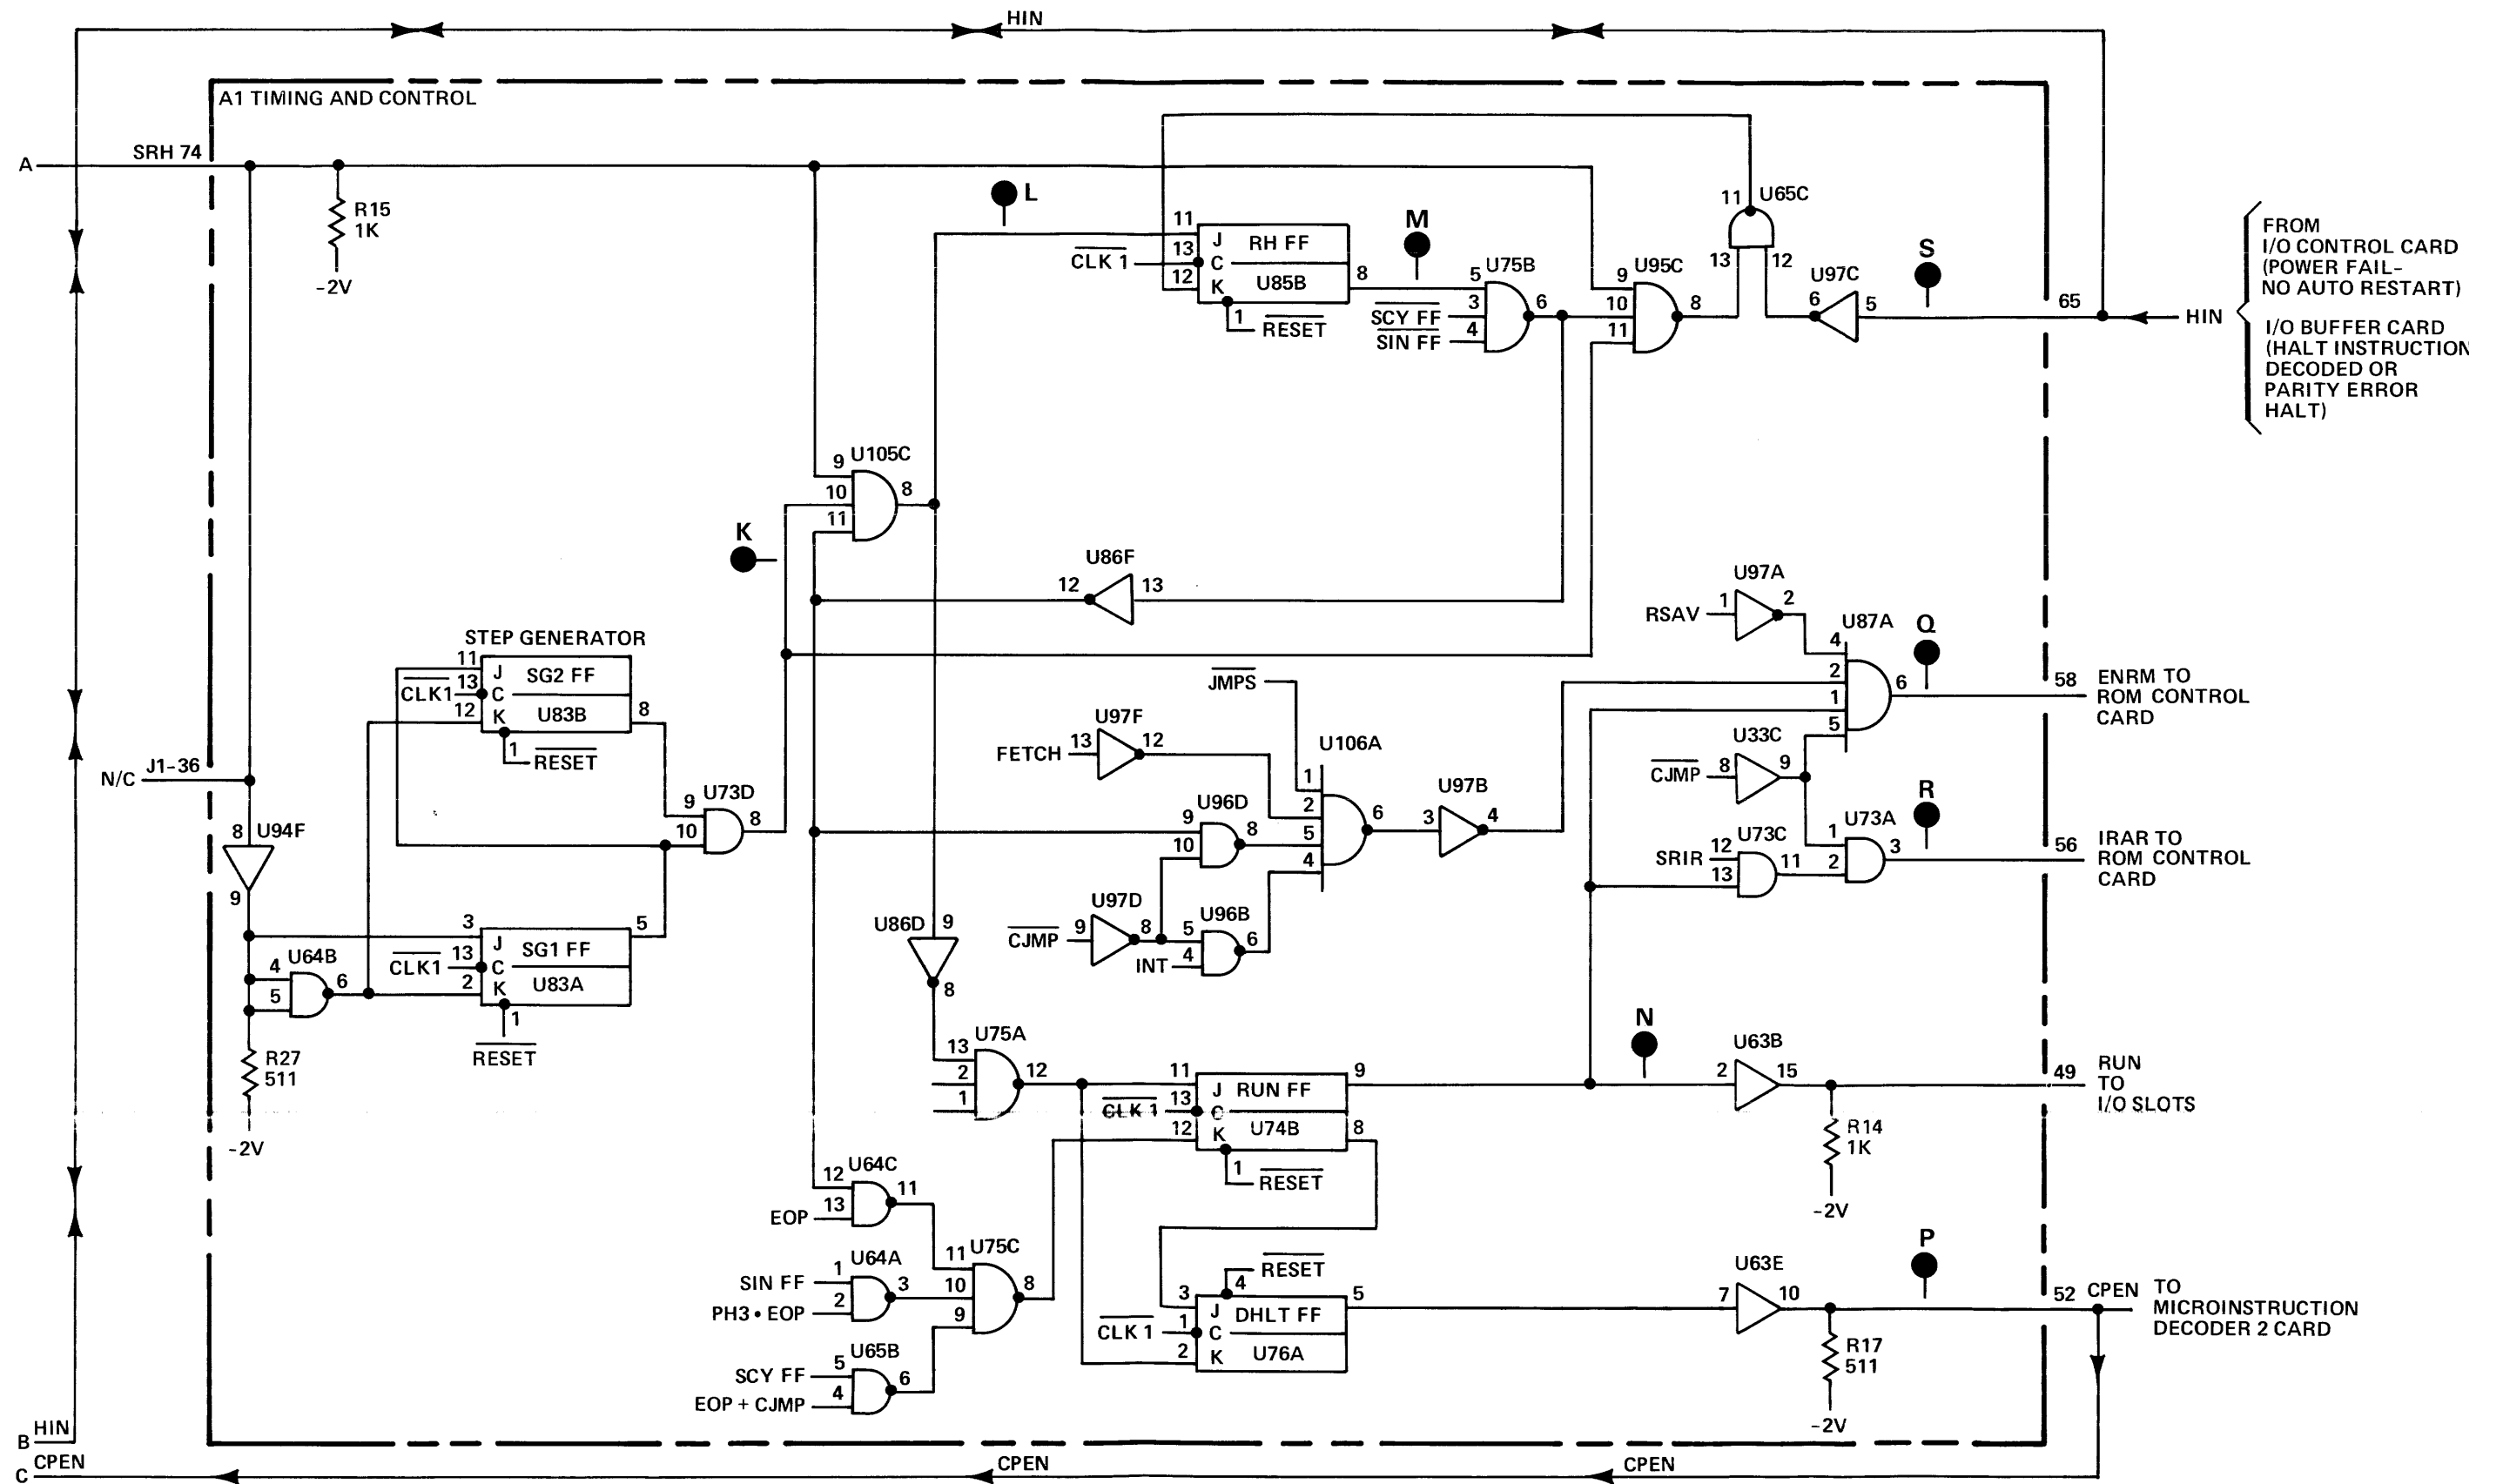 HIN
A1 TIMING AND CONTROL
A
SRH 74
R15
1K
-2V
L
11
J
RH FF
CLK 1
13
C
12
K
U85B
8
1
RESET
M
5
U75B
3
SCY FF
4
SIN FF
6
9
U95C
10
11
8
11
U65C
13
12
U97C
6
5
S
65
HIN
FROM
I/O CONTROL CARD
(POWER FAIL-
NO AUTO RESTART)
I/O BUFFER CARD
(HALT INSTRUCTION
DECODED OR
PARITY ERROR
HALT)
U105C
9
10
11
8
K
U86F
12
13
STEP GENERATOR
11
J
SG2 FF
CLK1
13
C
12
K
U83B
8
1
RESET
N/C
J1-36
U73D
9
10
8
8
U94F
9
3
J
SG1 FF
CLK1
13
C
2
K
U83A
5
1
RESET
U64B
4
5
6
R27
511
-2V
JMPS
U97F
FETCH
13
12
U106A
1
2
5
4
6
U96D
9
10
8
U97D
CJMP
9
8
U96B
5
4
INT
6
U97B
3
4
U97A
RSAV
1
2
U87A
4
2
1
5
6
Q
58
ENRM TO
ROM CONTROL
CARD
U33C
CJMP
8
9
R
U73C
SRIR
12
13
11
U73A
1
2
3
56
IRAR TO
ROM CONTROL
CARD
U86D
9
8
U75A
13
2
1
12
11
J
RUN FF
CLK 1
13
C
12
K
U74B
9
8
1
RESET
N
U63B
2
15
49
RUN
TO
I/O SLOTS
R14
1K
-2V
U64C
12
13
EOP
11
U64A
SIN FF
1
PH3 • EOP
2
3
U75C
11
10
9
8
U65B
SCY FF
5
EOP + CJMP
4
6
RESET
4
3
J
DHLT FF
CLK 1
1
C
2
K
U76A
5
U63E
7
10
P
52
CPEN
TO
MICROINSTRUCTION
DECODER 2 CARD
R17
511
-2V
B
HIN
C
CPEN
CPEN
CPEN